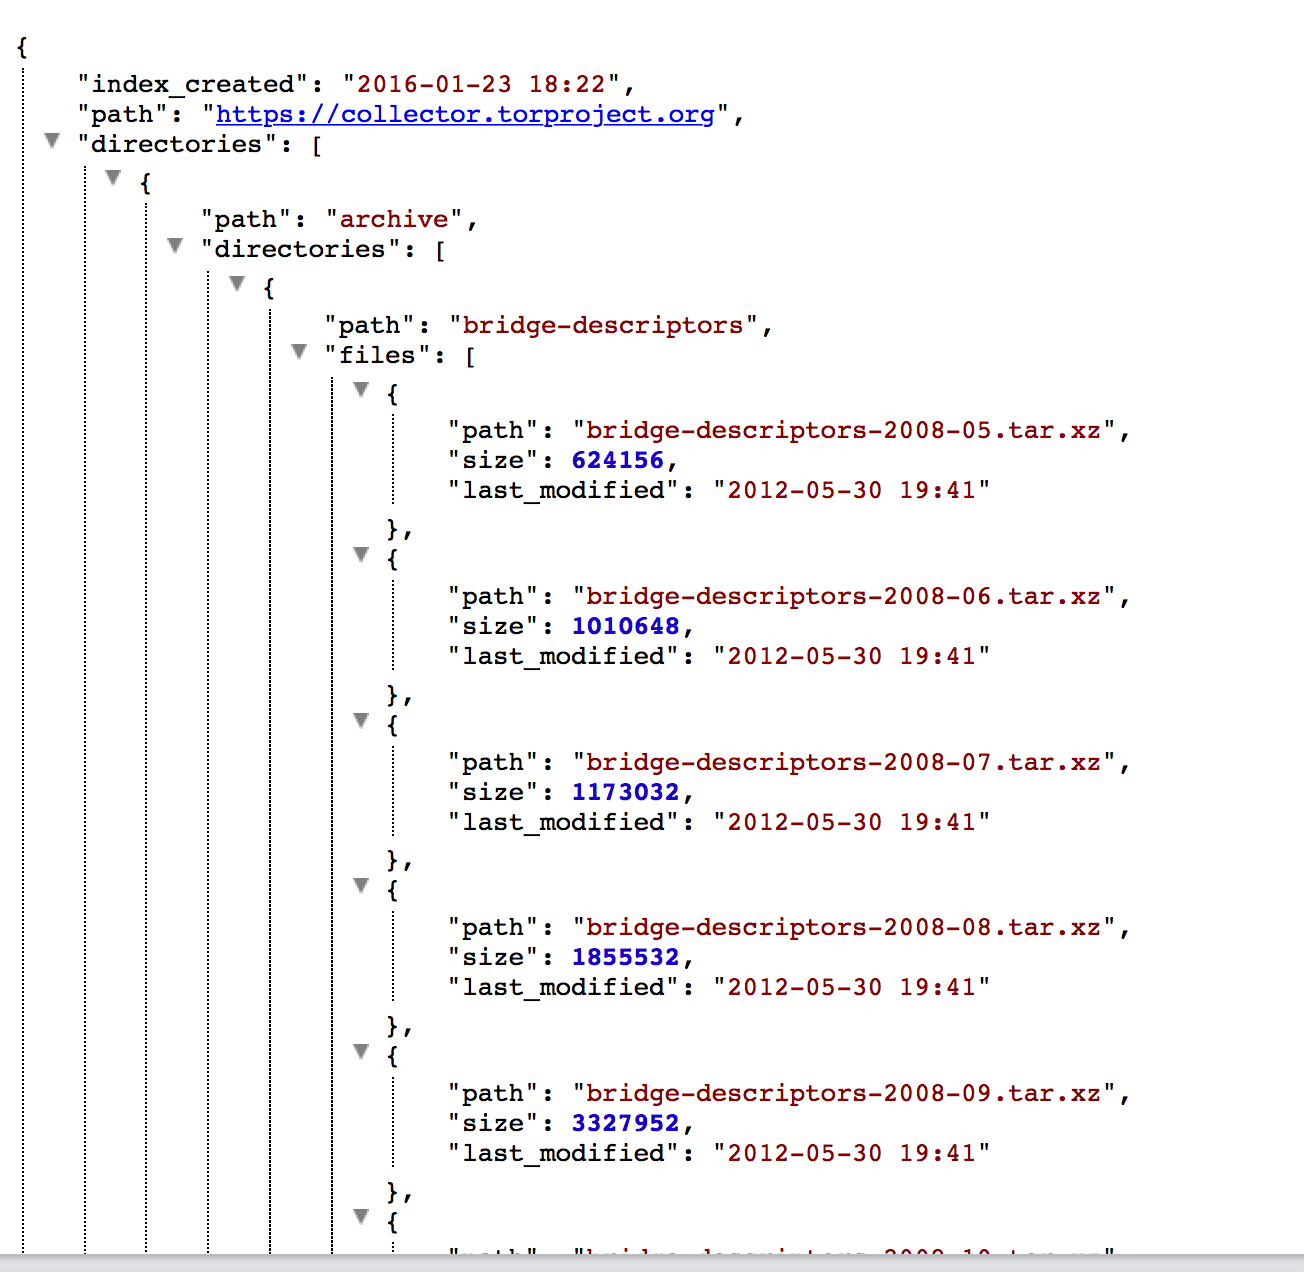 {
"index_created": "2016-01-23 18:22",
"path": "https://collector.torproject.org",
"directories": [
{
"path": "archive",
"directories": [
{
"path": "bridge-descriptors",
"files": [
{
"path": "bridge-descriptors-2008-05.tar.xz",
"size": 624156,
"last_modified": "2012-05-30 19:41"
},
{
"path": "bridge-descriptors-2008-06.tar.xz",
"size": 1010648,
"last_modified": "2012-05-30 19:41"
},
{
"path": "bridge-descriptors-2008-07.tar.xz",
"size": 1173032,
"last_modified": "2012-05-30 19:41"
},
{
"path": "bridge-descriptors-2008-08.tar.xz",
"size": 1855532,
"last_modified": "2012-05-30 19:41"
},
{
"path": "bridge-descriptors-2008-09.tar.xz",
"size": 3327952,
"last_modified": "2012-05-30 19:41"
},
{